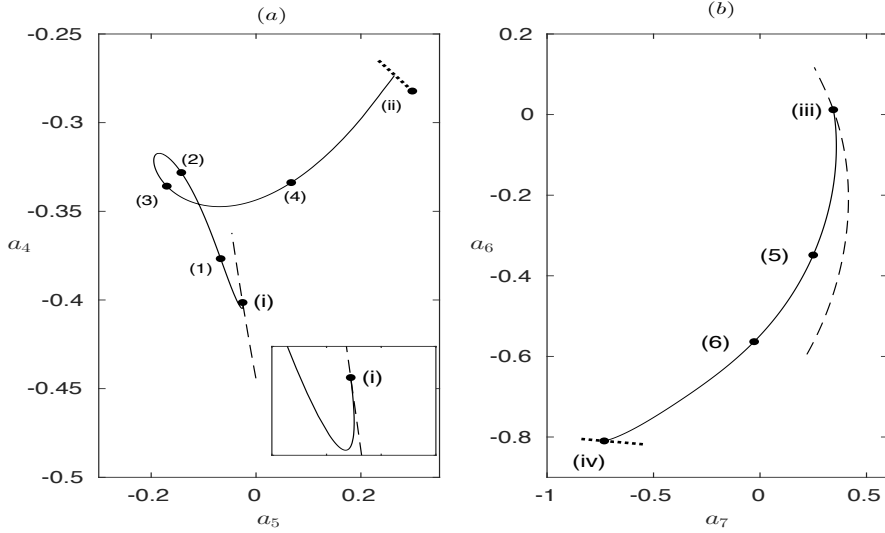 (a)
-0.25
-0.3
-0.35
-0.4
-0.45
-0.5
a4
-0.2
0
0.2
a5
(ii)
(2)
(3)
(4)
(1)
(i)
(i)
(b)
0.2
0
-0.2
-0.4
-0.6
-0.8
a6
-1
-0.5
0
0.5
a7
(iii)
(5)
(6)
(iv)